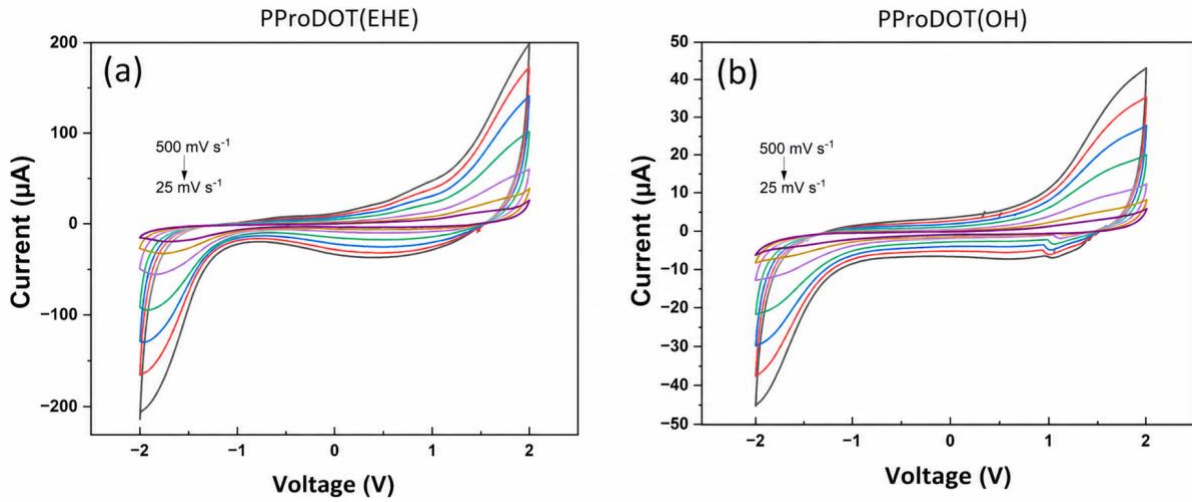 PProDOT(EHE)
(a)
500 mV s⁻¹
25 mV s⁻¹
Current (µA)
200
100
0
−100
−200
−2
−1
0
1
2
Voltage (V)
PProDOT(OH)
(b)
500 mV s⁻¹
25 mV s⁻¹
Current (µA)
50
40
30
20
10
0
−10
−20
−30
−40
−50
−2
−1
0
1
2
Voltage (V)